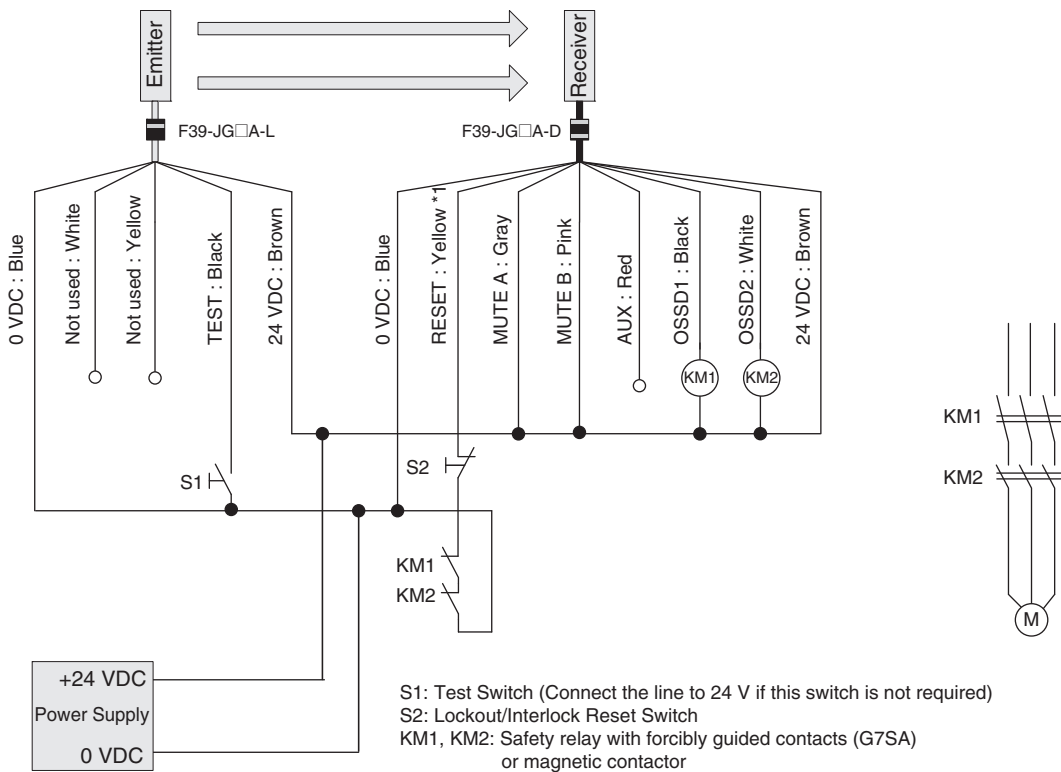 Emitter
Receiver
F39-JG□A-L
F39-JG□A-D
0 VDC : Blue
Not used : White
Not used : Yellow
TEST : Black
24 VDC : Brown
0 VDC : Blue
RESET : Yellow *1
MUTE A : Gray
MUTE B : Pink
AUX : Red
OSSD1 : Black
OSSD2 : White
24 VDC : Brown
KM1
KM2
KM1
S2
KM2
S1
KM1
KM2
M
+24 VDC
Power Supply
0 VDC
S1: Test Switch (Connect the line to 24 V if this switch is not required)
S2: Lockout/Interlock Reset Switch
KM1, KM2: Safety relay with forcibly guided contacts (G7SA)
or magnetic contactor